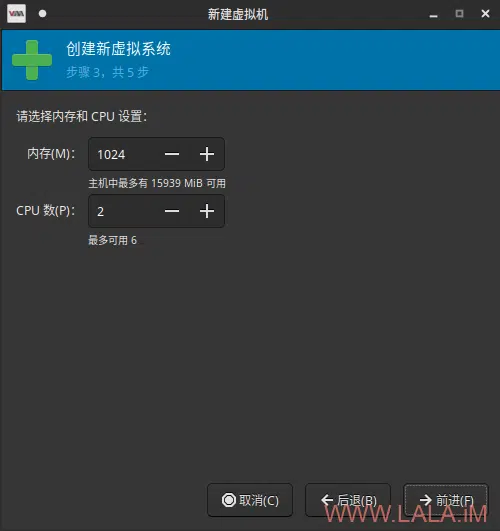 新建虚拟机
创建新虚拟系统
步骤 3，共 5 步
请选择内存和 CPU 设置：
内存(M)： 1024
主机中最多有 15939 MiB 可用
CPU 数(P)： 2
最多可用 6
取消(C) 后退(B) 前进(F)
WWW.LALA.iM